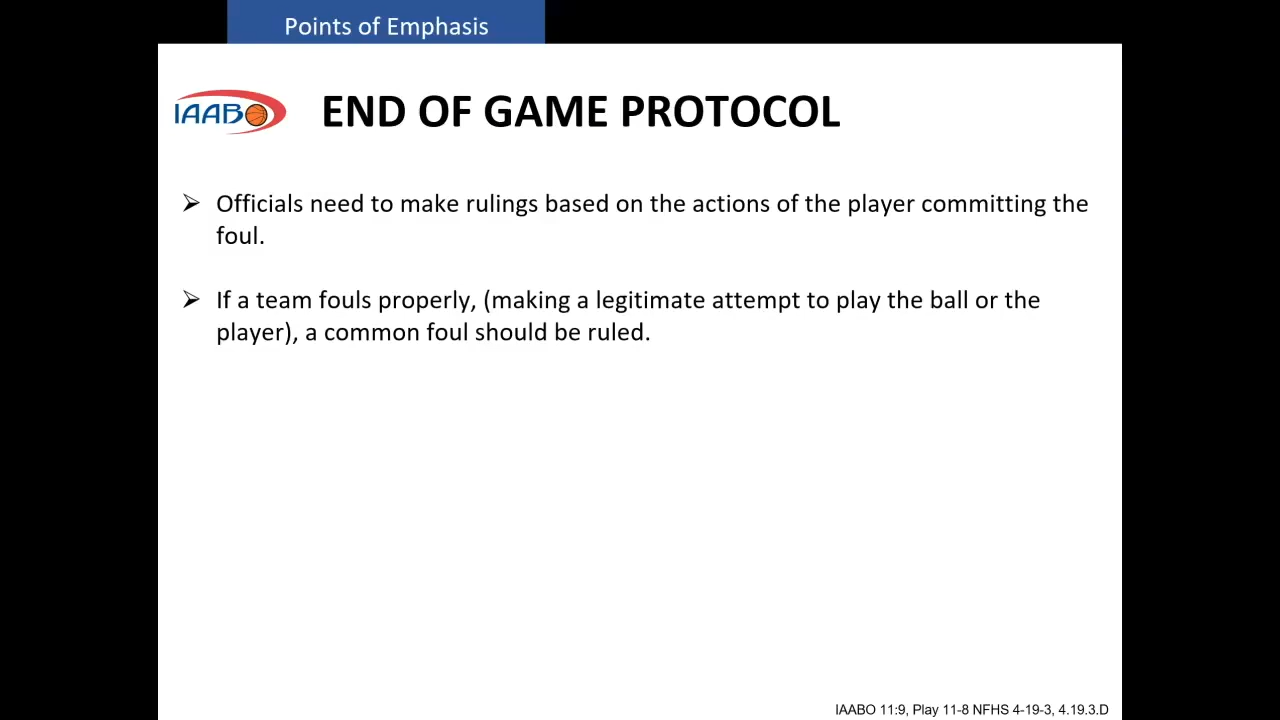 Points of Emphasis
IAABO
END OF GAME PROTOCOL
➢ Officials need to make rulings based on the actions of the player committing the
foul.
➢ If a team fouls properly, (making a legitimate attempt to play the ball or the
player), a common foul should be ruled.
IAABO 11:9, Play 11-8 NFHS 4-19-3, 4.19.3.D